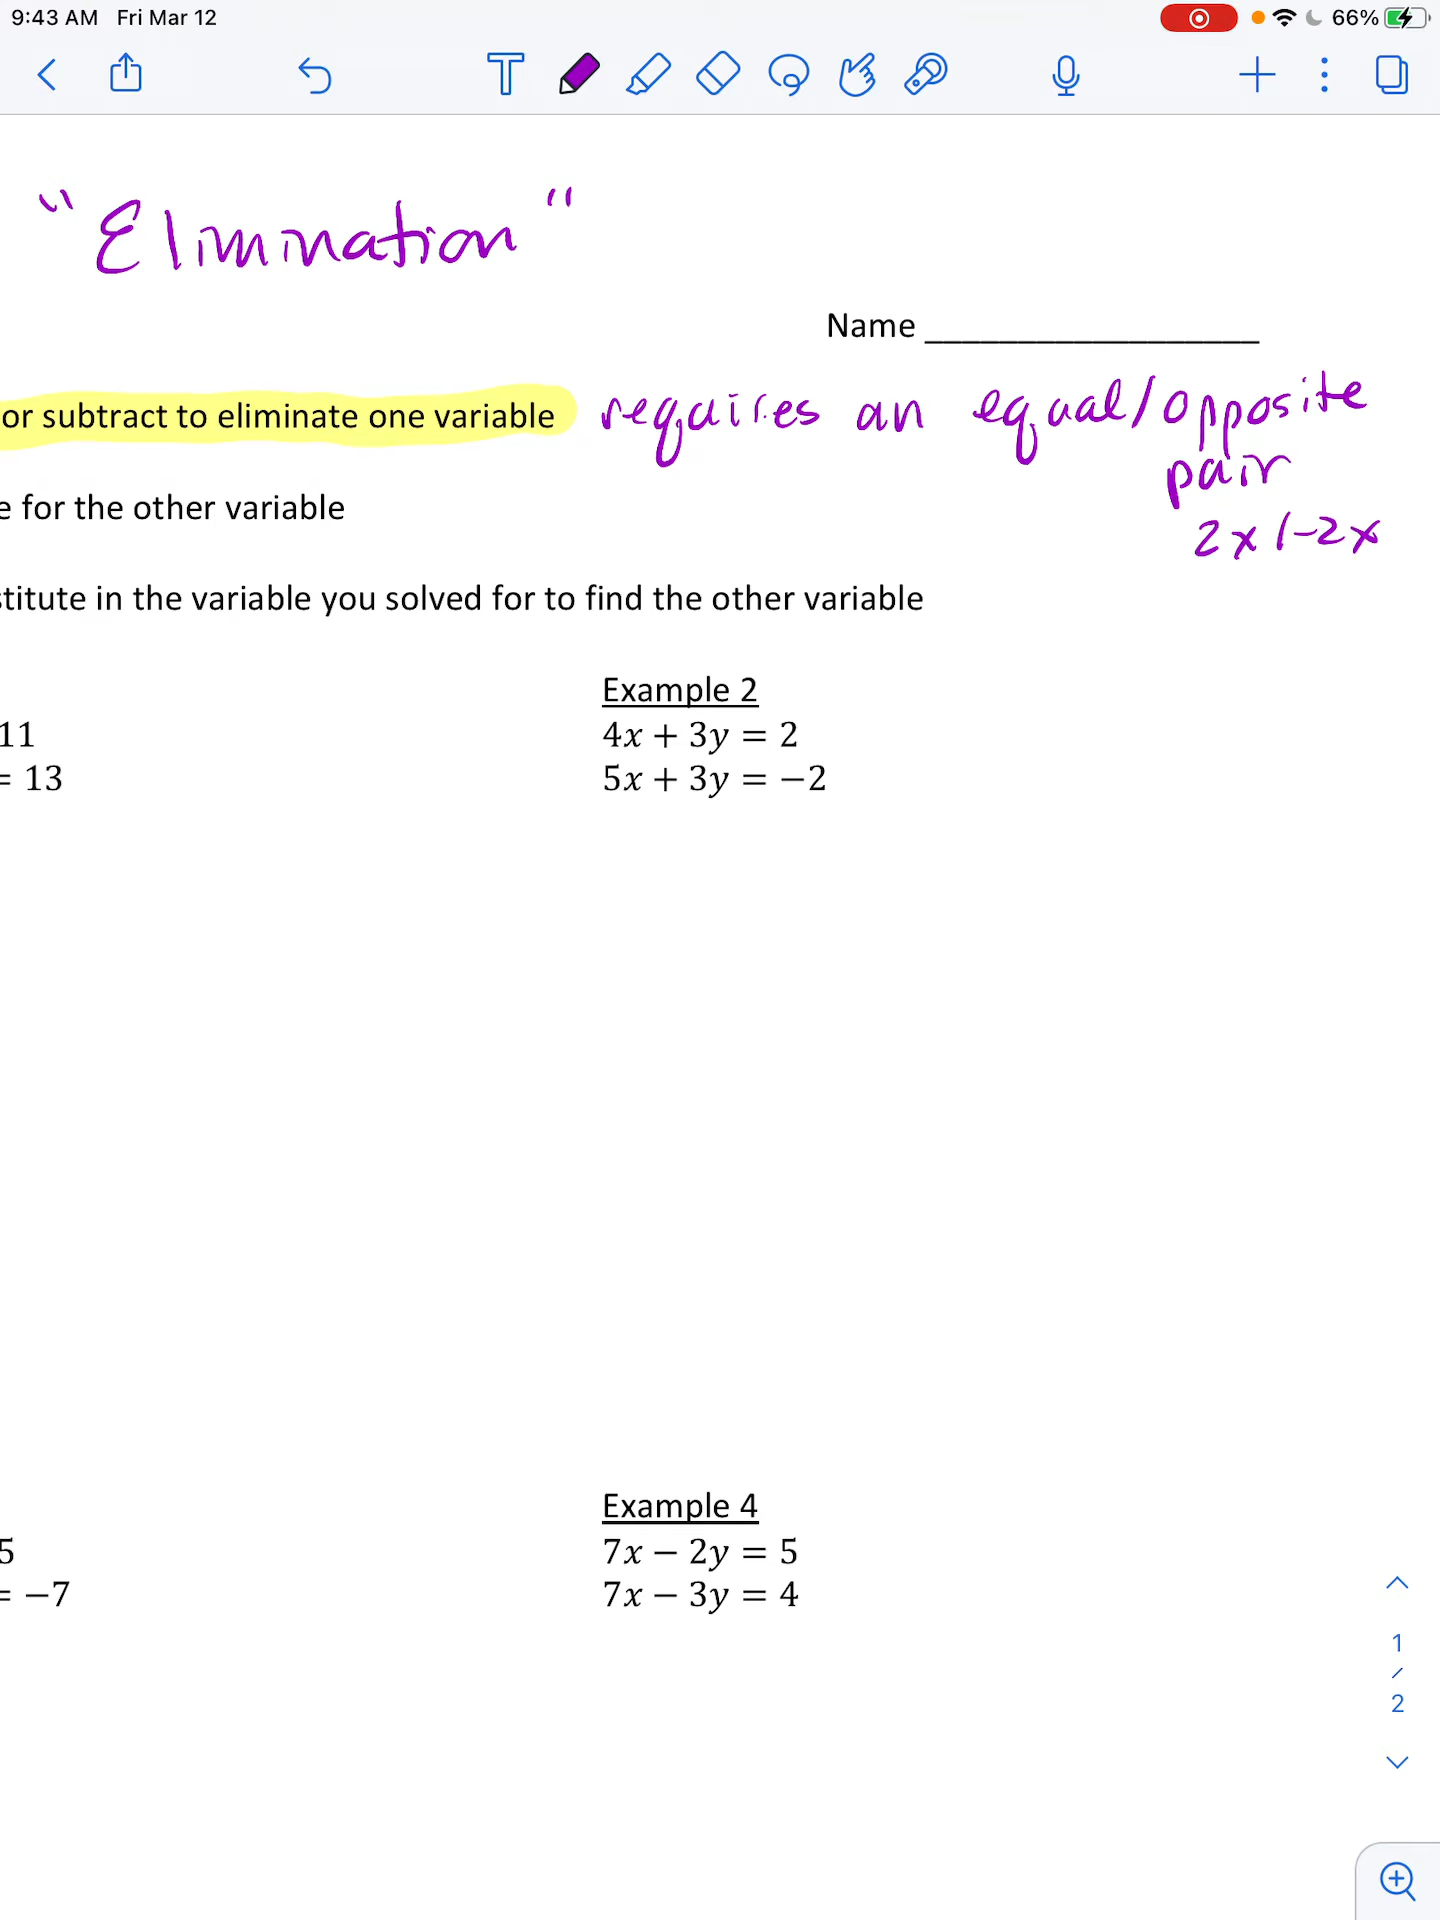 9:43 AM Fri Mar 12 66%
T
"Elimination"
Name __________________
or subtract to eliminate one variable requires an equal/opposite
pair
e for the other variable
2x/-2x
stitute in the variable you solved for to find the other variable
Example 2
11 4x + 3y = 2
= 13 5x + 3y = −2
Example 4
5 7x − 2y = 5
= −7 7x − 3y = 4
1
/
2